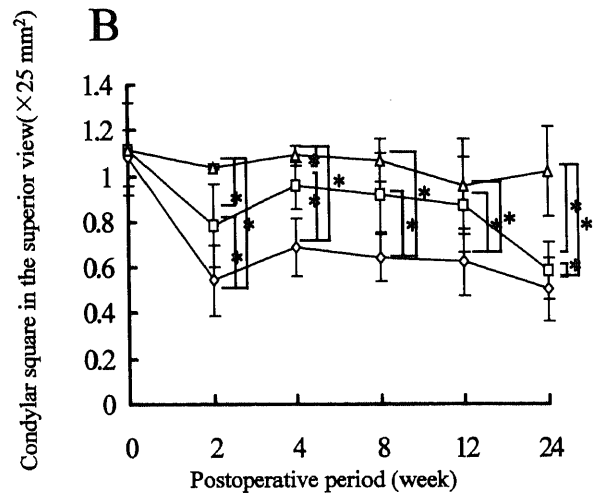 B
Condylar square in the superior view(×25 mm²)
1.4
1.2
1
0.8
0.6
0.4
0.2
0
0 2 4 8 12 24
Postoperative period (week)
* * * * * * * * * * * *